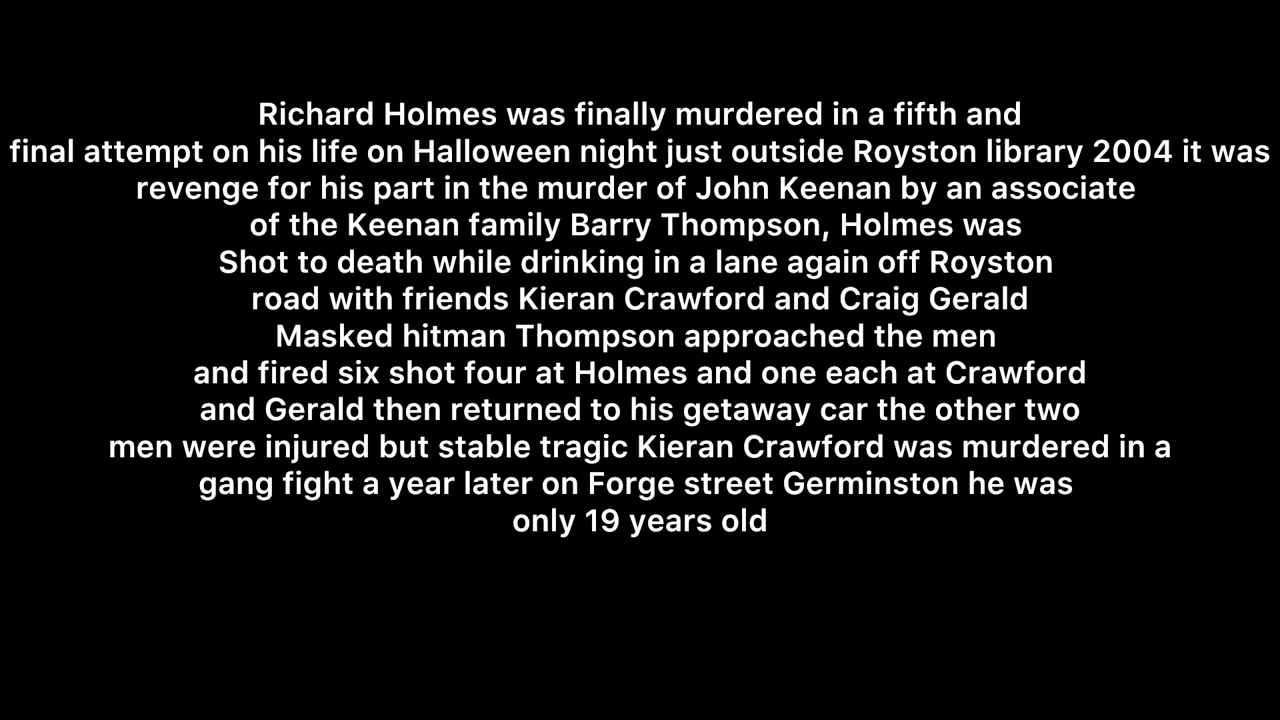 Richard Holmes was finally murdered in a fifth and
final attempt on his life on Halloween night just outside Royston library 2004 it was
revenge for his part in the murder of John Keenan by an associate
of the Keenan family Barry Thompson, Holmes was
Shot to death while drinking in a lane again off Royston
road with friends Kieran Crawford and Craig Gerald
Masked hitman Thompson approached the men
and fired six shot four at Holmes and one each at Crawford
and Gerald then returned to his getaway car the other two
men were injured but stable tragic Kieran Crawford was murdered in a
gang fight a year later on Forge street Germinston he was
only 19 years old